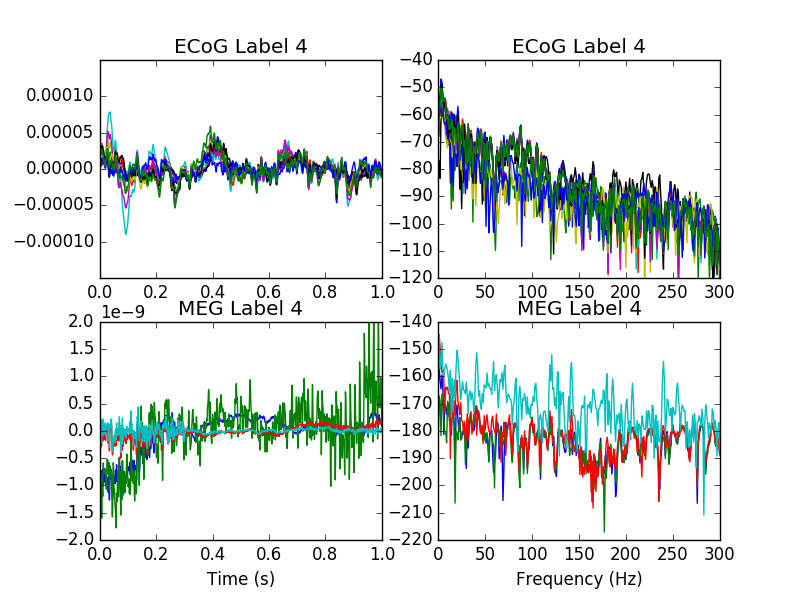 ECoG Label 4
0.00010
0.00005
0.00000
−0.00005
−0.00010
0.0 0.2 0.4 0.6 0.8 1.0
ECoG Label 4
−40
−50
−60
−70
−80
−90
−100
−110
−120
0 50 100 150 200 250 300
MEG Label 4
1e−9
2.0
1.5
1.0
0.5
0.0
−0.5
−1.0
−1.5
−2.0
0.0 0.2 0.4 0.6 0.8 1.0
Time (s)
MEG Label 4
−140
−150
−160
−170
−180
−190
−200
−210
−220
0 50 100 150 200 250 300
Frequency (Hz)